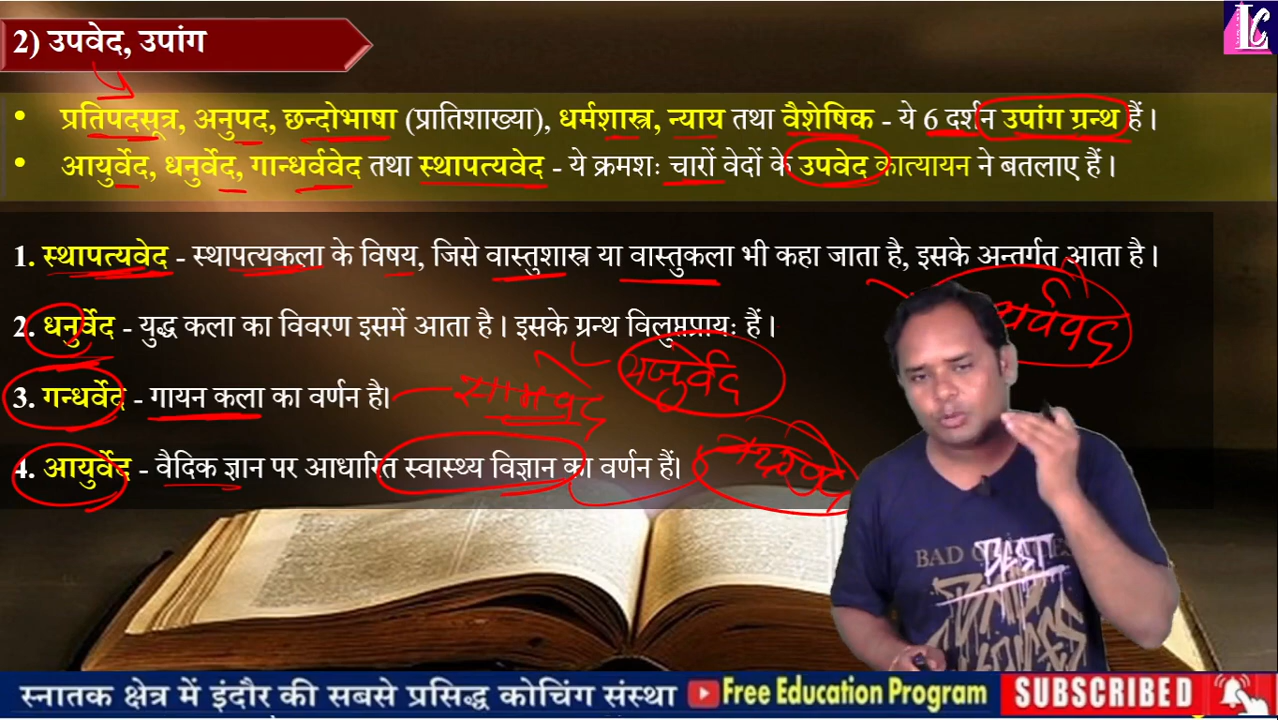 2) उपवेद, उपांग
LC
• प्रतिपदसूत्र, अनुपद, छन्दोभाषा (प्रातिशाख्या), धर्मशास्त्र, न्याय तथा वैशेषिक - ये 6 दर्शन उपांग ग्रन्थ हैं।
• आयुर्वेद, धनुर्वेद, गान्धर्ववेद तथा स्थापत्यवेद - ये क्रमशः चारों वेदों के उपवेद कात्यायन ने बतलाए हैं।
1. स्थापत्यवेद - स्थापत्यकला के विषय, जिसे वास्तुशास्त्र या वास्तुकला भी कहा जाता है, इसके अन्तर्गत आता है।
2. धनुर्वेद - युद्ध कला का विवरण इसमें आता है। इसके ग्रन्थ विलुप्तप्रायः हैं।
यजुर्वेद
3. गन्धर्वेद - गायन कला का वर्णन है।
सामवेद
4. आयुर्वेद - वैदिक ज्ञान पर आधारित स्वास्थ्य विज्ञान का वर्णन हैं।
BAD
BEST
स्नातक क्षेत्र में इंदौर की सबसे प्रसिद्ध कोचिंग संस्था Free Education Program SUBSCRIBED